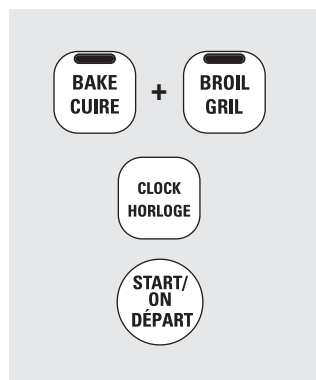 BAKE
CUIRE
+
BROIL
GRIL
CLOCK
HORLOGE
START/
ON
DÉPART